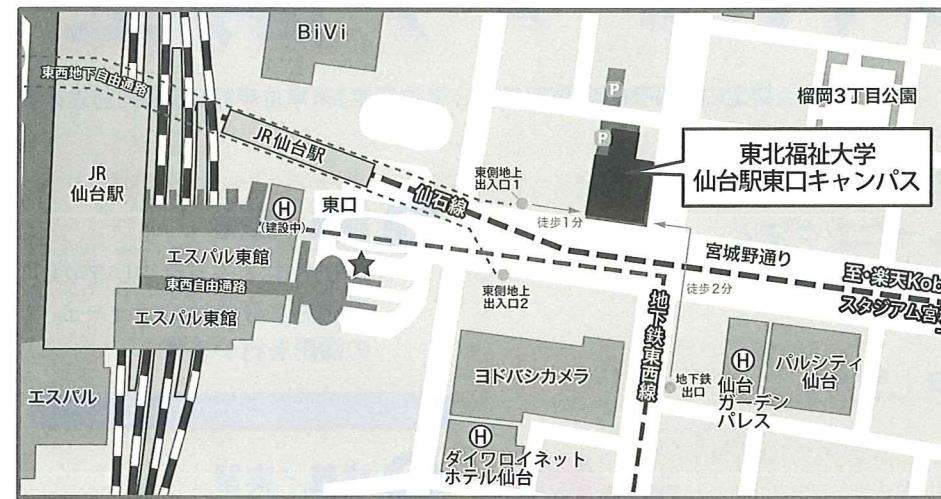 BiVi
東西地下自由通路
榴岡3丁目公園
P
P
JR仙台駅
東北福祉大学
仙台駅東口キャンパス
JR
仙台駅
東側地上
出入口1
H
(建設中)
東口
仙石線
徒歩1分
エスパル東館
宮城野通り
東西自由通路
東側地上
出入口2
徒歩2分
至・楽天Kob
スタジアム宮
エスパル東館
地下鉄東西線
エスパル
ヨドバシカメラ
地下鉄
出口
H
仙台
ガーデン
パレス
パルシティ
仙台
H
ダイワロイネット
ホテル仙台